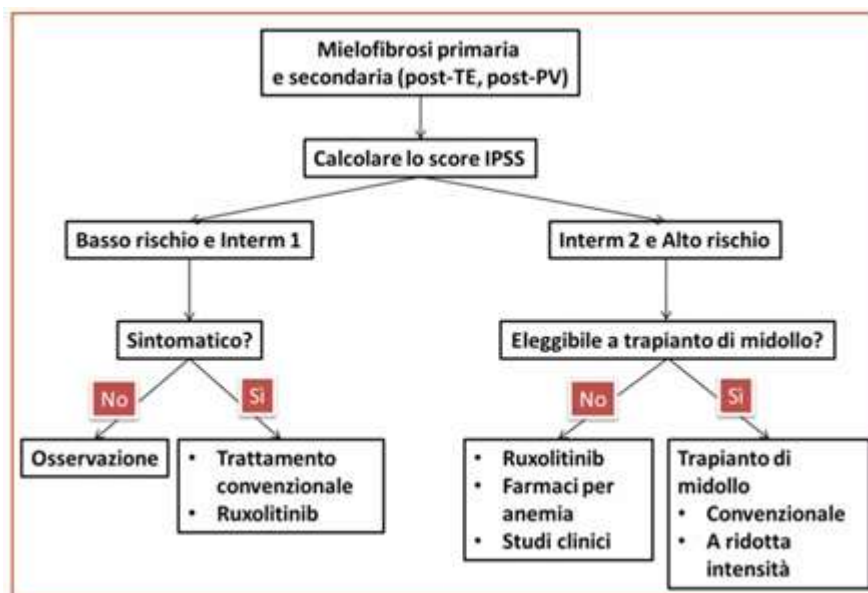 Mielofibrosi primaria
e secondaria (post-TE, post-PV)
Calcolare lo score IPSS
Basso rischio e Interm 1
Interm 2 e Alto rischio
Sintomatico?
Eleggibile a trapianto di midollo?
No
Sì
No
Sì
Osservazione
• Trattamento
convenzionale
• Ruxolitinib
• Ruxolitinib
• Farmaci per
anemia
• Studi clinici
Trapianto di
midollo
• Convenzionale
• A ridotta
intensità